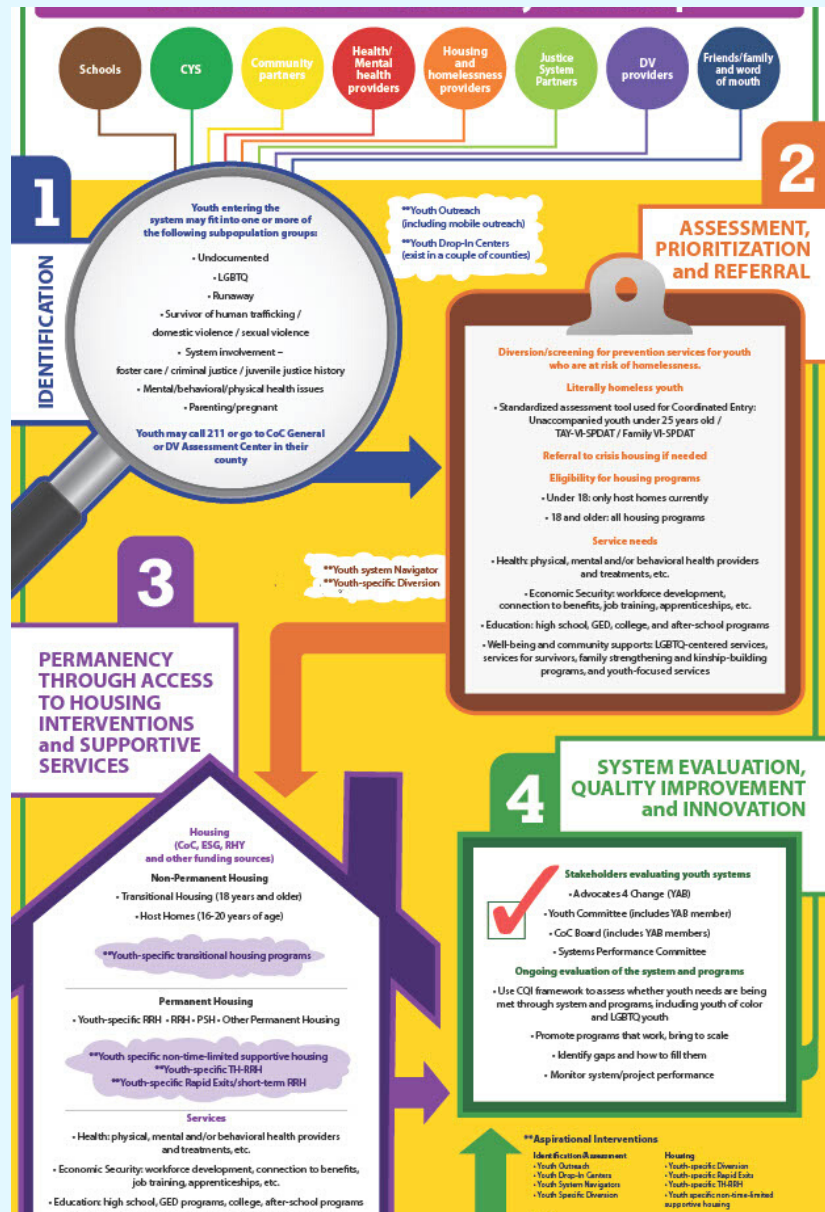 Schools
CYS
Community
partners
Health/
Mental
health
providers
Housing
and
homelessness
providers
Justice
System
Partners
DV
providers
Friends/family
and word
of mouth
1
IDENTIFICATION
Youth entering the
system may fit into one or more of
the following subpopulation groups:
• Undocumented
• LGBTQ
• Runaway
• Survivor of human trafficking /
domestic violence / sexual violence
• System involvement –
foster care / criminal justice / juvenile justice history
• Mental/behavioral/physical health issues
• Parenting/pregnant
Youth may call 211 or go to CoC General
or DV Assessment Center in their
county
**Youth Outreach
(including mobile outreach)
**Youth Drop-In Centers
(exist in a couple of counties)
2
ASSESSMENT,
PRIORITIZATION
and REFERRAL
Diversion/screening for prevention services for youth
who are at risk of homelessness.
Literally homeless youth
• Standardized assessment tool used for Coordinated Entry:
Unaccompanied youth under 25 years old /
TAY-VI-SPDAT / Family VI-SPDAT
Referral to crisis housing if needed
Eligibility for housing programs
• Under 18: only host homes currently
• 18 and older: all housing programs
Service needs
• Health: physical, mental and/or behavioral health providers
and treatments, etc.
• Economic Security: workforce development,
connection to benefits, job training, apprenticeships, etc.
• Education: high school, GED, college, and after-school programs
• Well-being and community supports: LGBTQ-centered services,
services for survivors, family strengthening and kinship-building
programs, and youth-focused services
**Youth system Navigator
**Youth-specific Diversion
3
PERMANENCY
THROUGH ACCESS
TO HOUSING
INTERVENTIONS
and SUPPORTIVE
SERVICES
Housing
(CoC, ESG, RHY
and other funding sources)
Non-Permanent Housing
• Transitional Housing (18 years and older)
• Host Homes (16-20 years of age)
**Youth-specific transitional housing programs
Permanent Housing
• Youth-specific RRH • RRH • PSH • Other Permanent Housing
**Youth specific non-time-limited supportive housing
**Youth-specific TH-RRH
**Youth-specific Rapid Exits/short-term RRH
Services
• Health: physical, mental and/or behavioral health providers
and treatments, etc.
• Economic Security: workforce development, connection to benefits,
job training, apprenticeships, etc.
• Education: high school, GED programs, college, after-school programs
4
SYSTEM EVALUATION,
QUALITY IMPROVEMENT
and INNOVATION
Stakeholders evaluating youth systems
• Advocates 4 Change (YAB)
• Youth Committee (includes YAB member)
• CoC Board (includes YAB members)
• Systems Performance Committee
Ongoing evaluation of the system and programs
• Use CQI framework to assess whether youth needs are being
met through system and programs, including youth of color
and LGBTQ youth
• Promote programs that work, bring to scale
• Identify gaps and how to fill them
• Monitor system/project performance
**Aspirational Interventions
Identification/Assessment
• Youth Outreach
• Youth Drop-In Centers
• Youth System Navigators
• Youth Specific Diversion
Housing
• Youth-specific Diversion
• Youth-specific Rapid Exits
• Youth-specific TH-RRH
• Youth specific non-time-limited
supportive housing